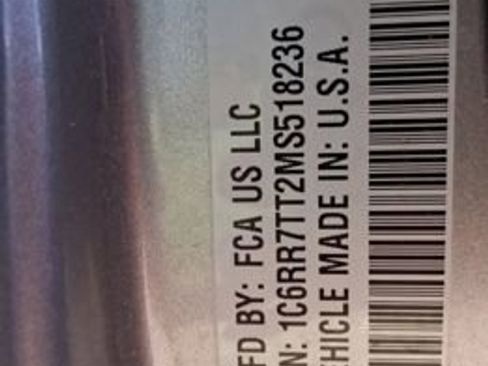 FD BY: FCA US LLC
N: 1C6RR7TT2MS518236
EHICLE MADE IN: U.S.A.